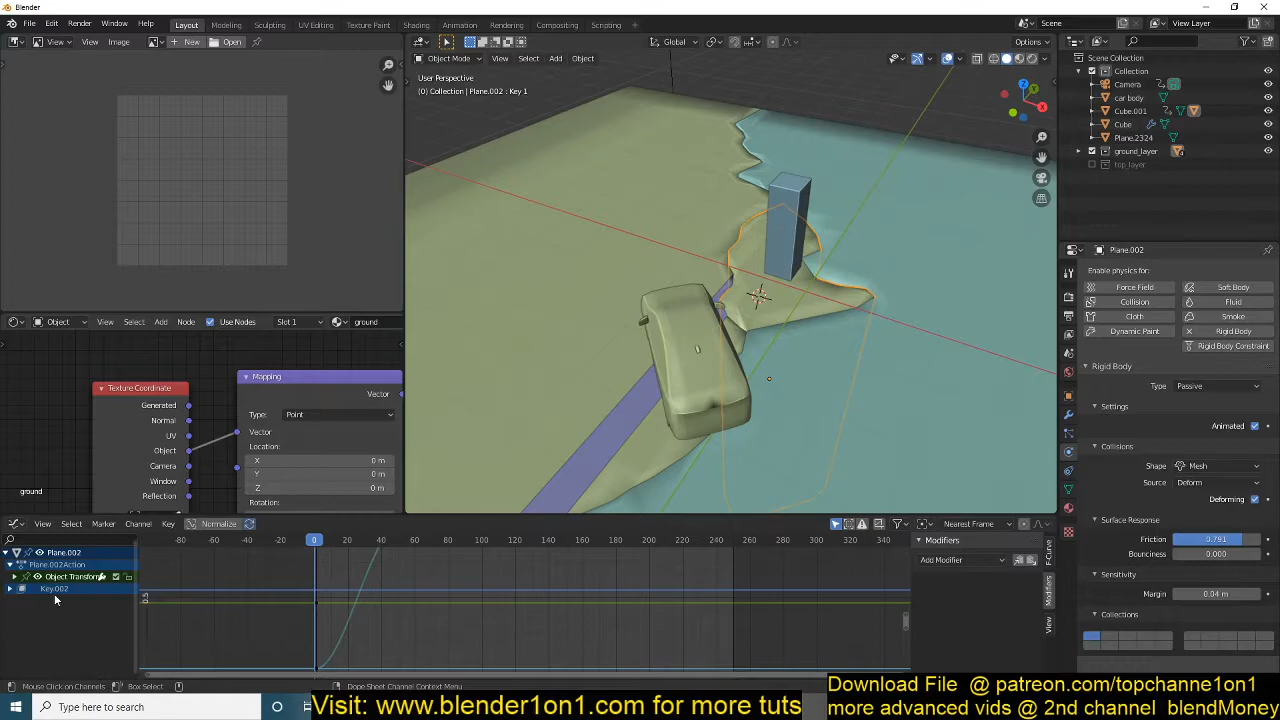 Blender
File Edit Render Window Help Layout Modeling Sculpting UV Editing Texture Paint Shading Animation Rendering Compositing Scripting + Scene View Layer
View View Image New Open Global Options
Object Mode View Select Add Object
User Perspective
(0) Collection | Plane.002 : Key 1
Scene Collection
Collection
Camera
car body
Cube.001
Cube
Plane.2324
ground_layer
top_layer
Plane.002
Enable physics for:
Force Field Soft Body
Collision Fluid
Cloth Smoke
Dynamic Paint Rigid Body
Rigid Body Constraint
Rigid Body
Type Passive
Settings
Animated
Collisions
Shape Mesh
Source Deform
Deforming
Surface Response
Friction 0.791
Bounciness 0.000
Sensitivity
Margin 0.04 m
Collections
Object View Select Add Node Use Nodes Slot 1 ground
Texture Coordinate
Generated
Normal
UV
Object
Camera
Window
Reflection
Mapping
Vector
Type: Point
Vector
Location:
X 0 m
Y 0 m
Z 0 m
Rotation:
ground
View Select Marker Channel Key Normalize Nearest Frame
Plane.002
Plane.002Action
Object Transform
Key.002
-80 -60 -40 -20 0 20 40 60 80 100 120 140 160 180 200 220 240 260 280 300 320 340
0.5
Modifiers
Add Modifier
F-Curve
Modifiers
View
Mouse Click on Channels Box Select Dope Sheet Channel Context Menu
Type here to search
Visit: www.blender1on1.com for more tuts
Download File @ patreon.com/topchanne1on1
more advanced vids @ 2nd channel blendMoney